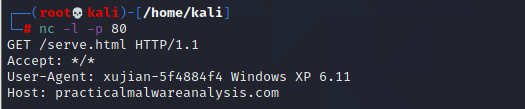 ┌──(root💀kali)-[/home/kali]
└─# nc -l -p 80
GET /serve.html HTTP/1.1
Accept: */*
User-Agent: xujian-5f4884f4 Windows XP 6.11
Host: practicalmalwareanalysis.com